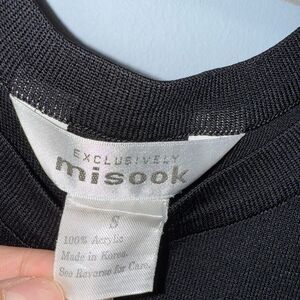 EXCLUSIVELY
misook
S
100% Acrylic
Made in Korea.
See Reverse for Care.